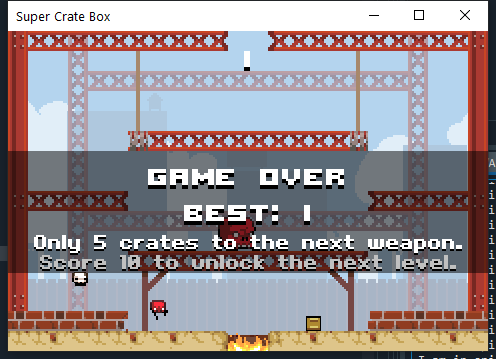 Super Crate Box
1
GAME OVER
BEST: 1
Only 5 crates to the next weapon.
Score 10 to unlock the next level.